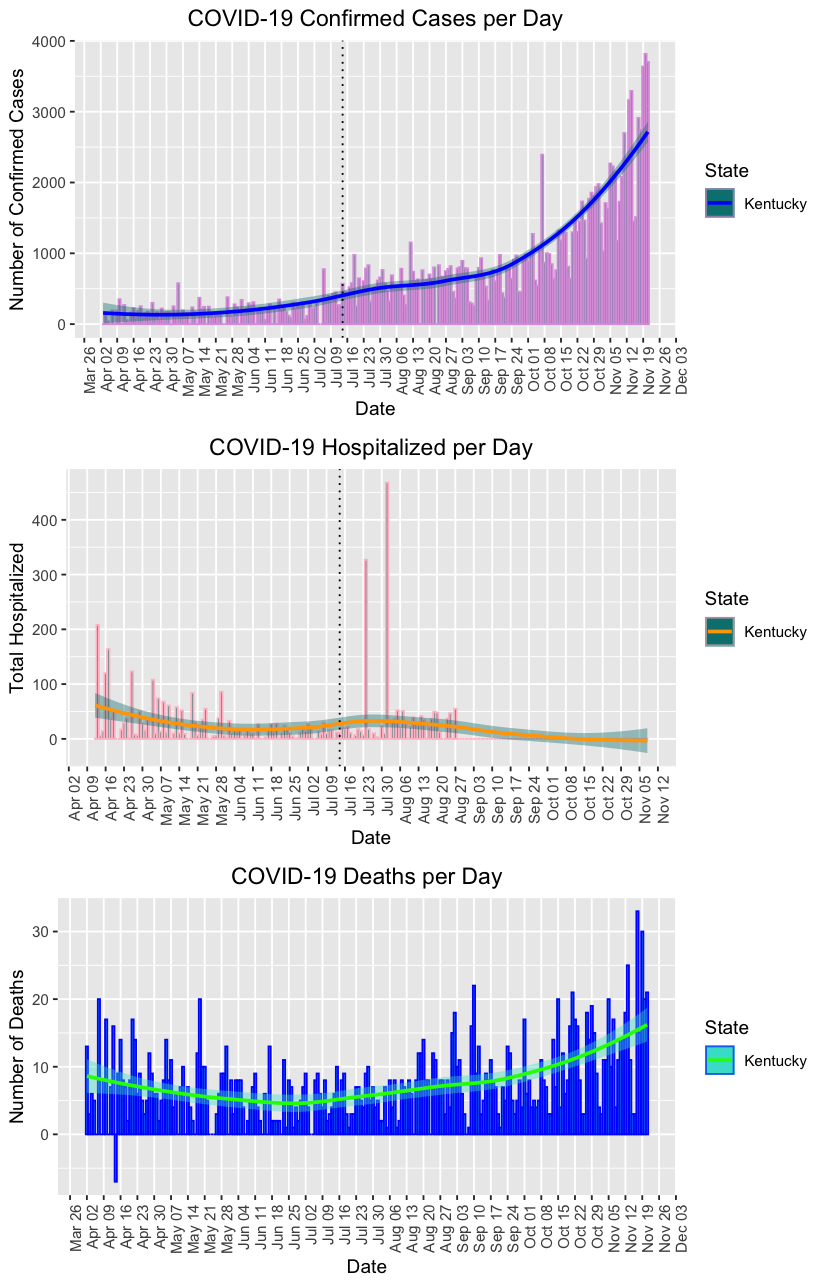 COVID-19 Confirmed Cases per Day
Number of Confirmed Cases
4000
3000
2000
1000
0
Mar 26
Apr 02
Apr 09
Apr 16
Apr 23
Apr 30
May 07
May 14
May 21
May 28
Jun 04
Jun 11
Jun 18
Jun 25
Jul 02
Jul 09
Jul 16
Jul 23
Jul 30
Aug 06
Aug 13
Aug 20
Aug 27
Sep 03
Sep 10
Sep 17
Sep 24
Oct 01
Oct 08
Oct 15
Oct 22
Oct 29
Nov 05
Nov 12
Nov 19
Nov 26
Dec 03
Date
State
Kentucky
COVID-19 Hospitalized per Day
Total Hospitalized
400
300
200
100
0
Apr 02
Apr 09
Apr 16
Apr 23
Apr 30
May 07
May 14
May 21
May 28
Jun 04
Jun 11
Jun 18
Jun 25
Jul 02
Jul 09
Jul 16
Jul 23
Jul 30
Aug 06
Aug 13
Aug 20
Aug 27
Sep 03
Sep 10
Sep 17
Sep 24
Oct 01
Oct 08
Oct 15
Oct 22
Oct 29
Nov 05
Nov 12
Date
State
Kentucky
COVID-19 Deaths per Day
Number of Deaths
30
20
10
0
Mar 26
Apr 02
Apr 09
Apr 16
Apr 23
Apr 30
May 07
May 14
May 21
May 28
Jun 04
Jun 11
Jun 18
Jun 25
Jul 02
Jul 09
Jul 16
Jul 23
Jul 30
Aug 06
Aug 13
Aug 20
Aug 27
Sep 03
Sep 10
Sep 17
Sep 24
Oct 01
Oct 08
Oct 15
Oct 22
Oct 29
Nov 05
Nov 12
Nov 19
Nov 26
Dec 03
Date
State
Kentucky